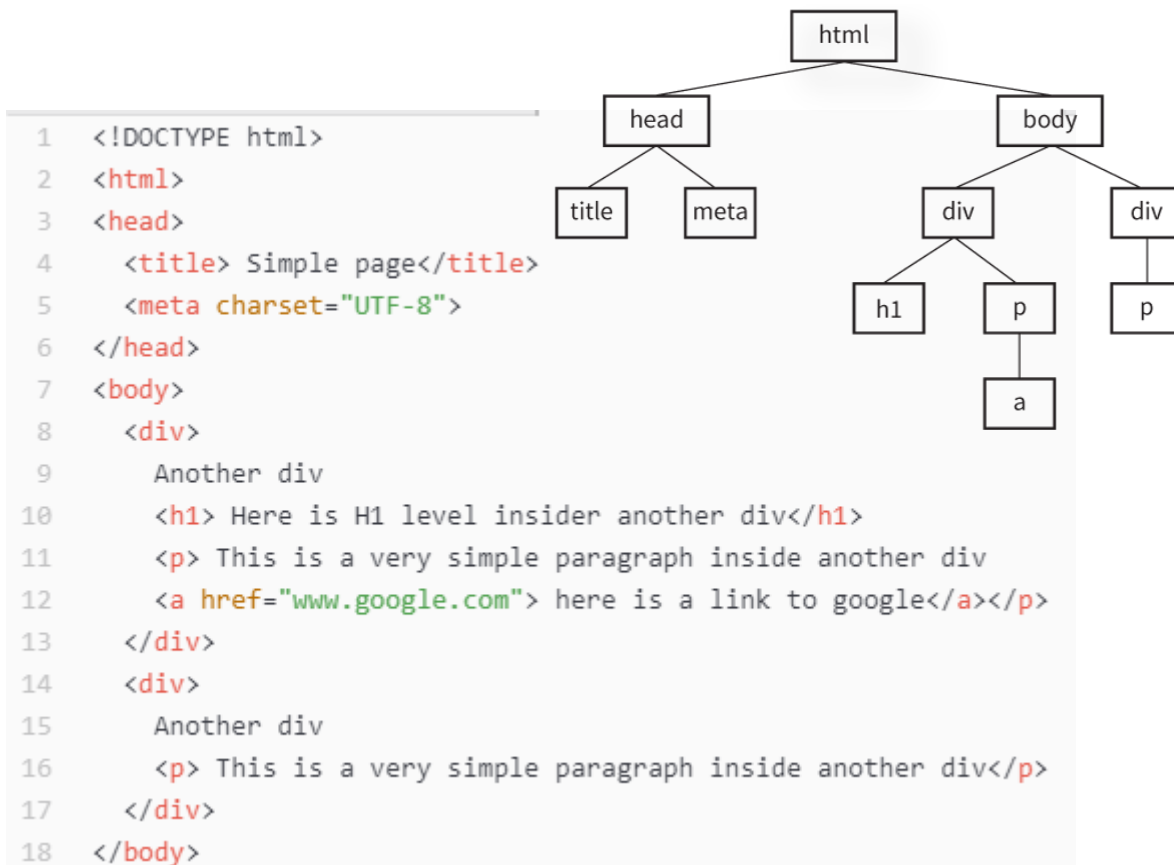 html
head body
title meta div div
h1 p p
a
1 <!DOCTYPE html>
2 <html>
3 <head>
4 <title> Simple page</title>
5 <meta charset="UTF-8">
6 </head>
7 <body>
8 <div>
9 Another div
10 <h1> Here is H1 level insider another div</h1>
11 <p> This is a very simple paragraph inside another div
12 <a href="www.google.com"> here is a link to google</a></p>
13 </div>
14 <div>
15 Another div
16 <p> This is a very simple paragraph inside another div</p>
17 </div>
18 </body>